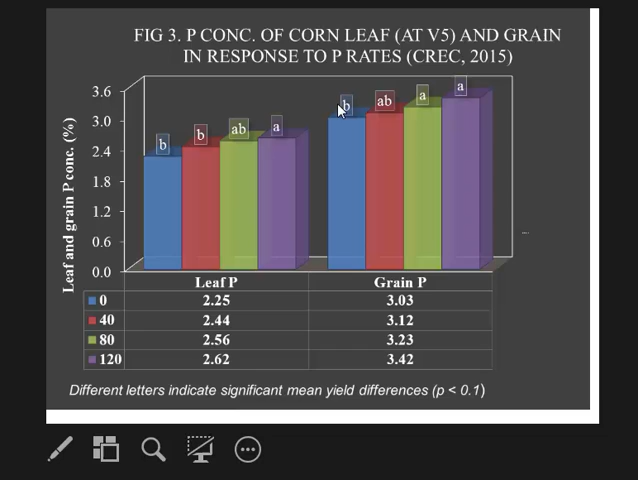 FIG 3. P CONC. OF CORN LEAF (AT V5) AND GRAIN
IN RESPONSE TO P RATES (CREC, 2015)
Leaf and grain P conc. (%)
3.6
3.0
2.4
1.8
1.2
0.6
0.0
b
b
ab
a
b
ab
a
a
Leaf P Grain P
0 2.25 3.03
40 2.44 3.12
80 2.56 3.23
120 2.62 3.42
Different letters indicate significant mean yield differences (p < 0.1)